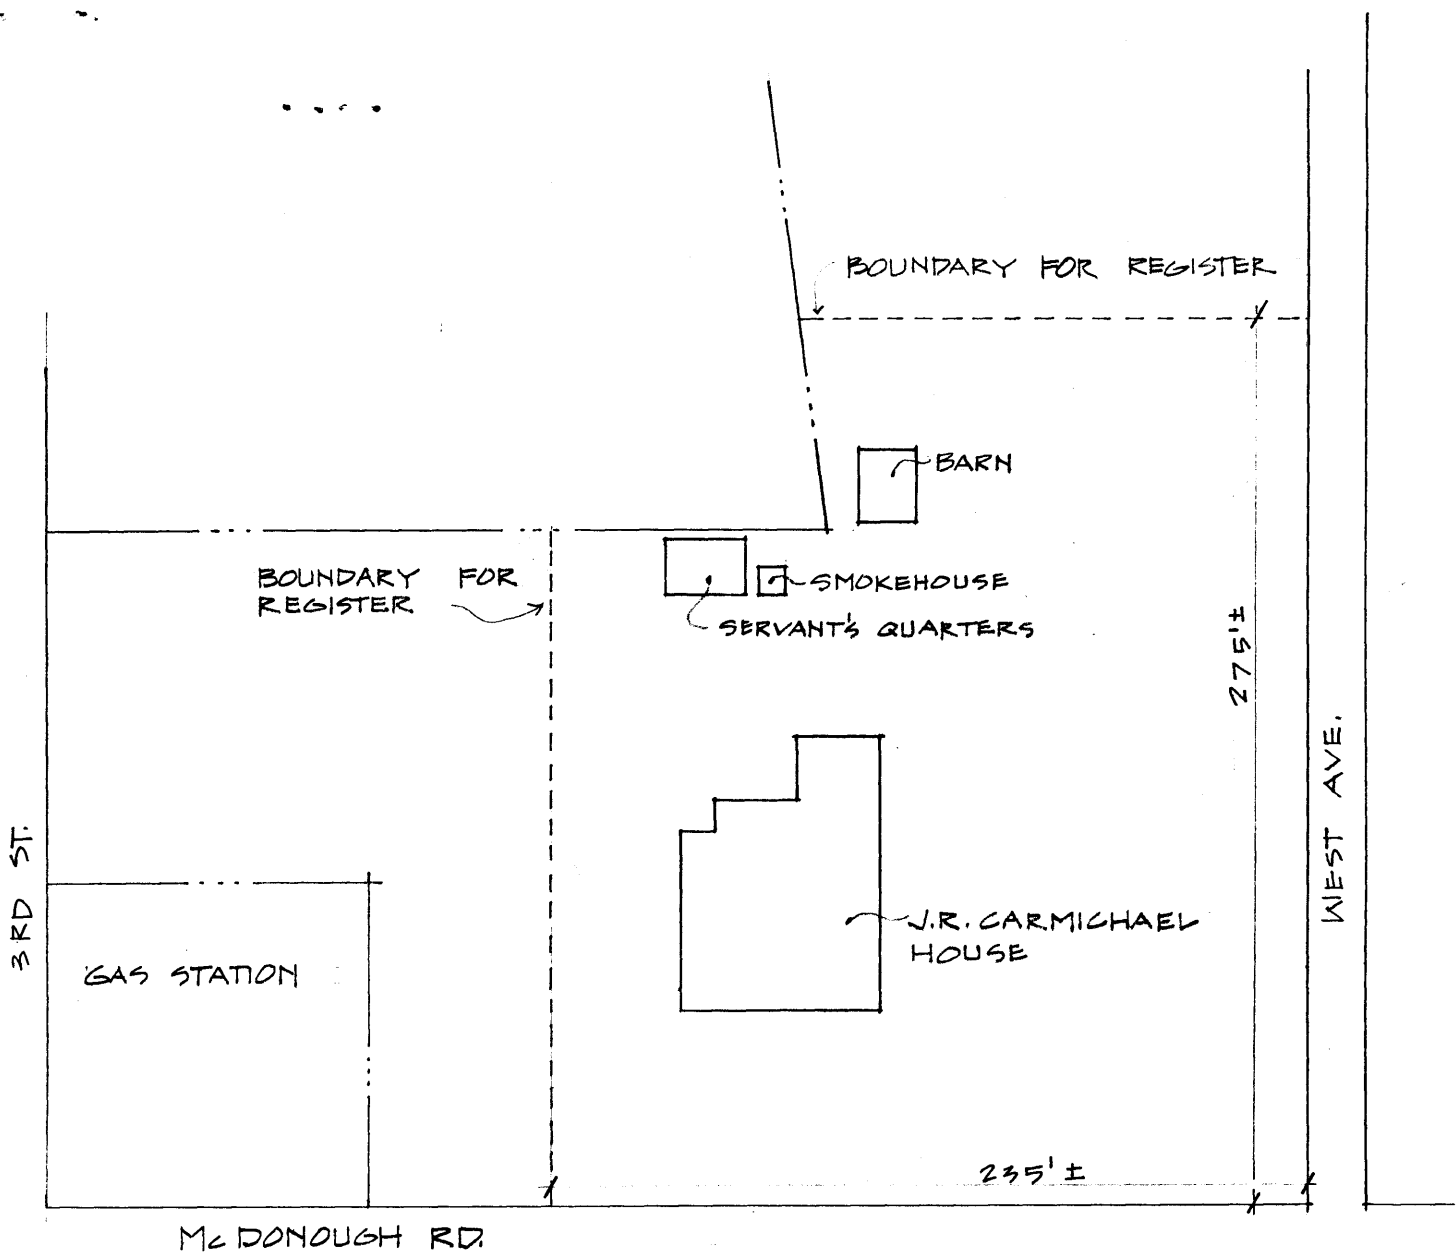 BOUNDARY FOR REGISTER
BARN
BOUNDARY FOR
REGISTER
SMOKEHOUSE
SERVANT'S QUARTERS
275'±
WEST AVE.
3RD ST.
J.R. CARMICHAEL
HOUSE
GAS STATION
235'±
McDONOUGH RD.